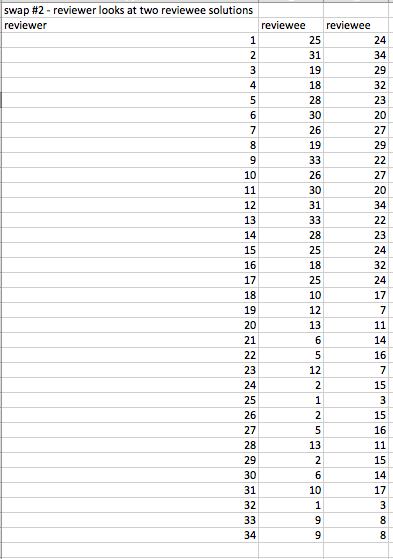 swap #2 - reviewer looks at two reviewee solutions
reviewer reviewee reviewee
1 25 24
2 31 34
3 19 29
4 18 32
5 28 23
6 30 20
7 26 27
8 19 29
9 33 22
10 26 27
11 30 20
12 31 34
13 33 22
14 28 23
15 25 24
16 18 32
17 25 24
18 10 17
19 12 7
20 13 11
21 6 14
22 5 16
23 12 7
24 2 15
25 1 3
26 2 15
27 5 16
28 13 11
29 2 15
30 6 14
31 10 17
32 1 3
33 9 8
34 9 8